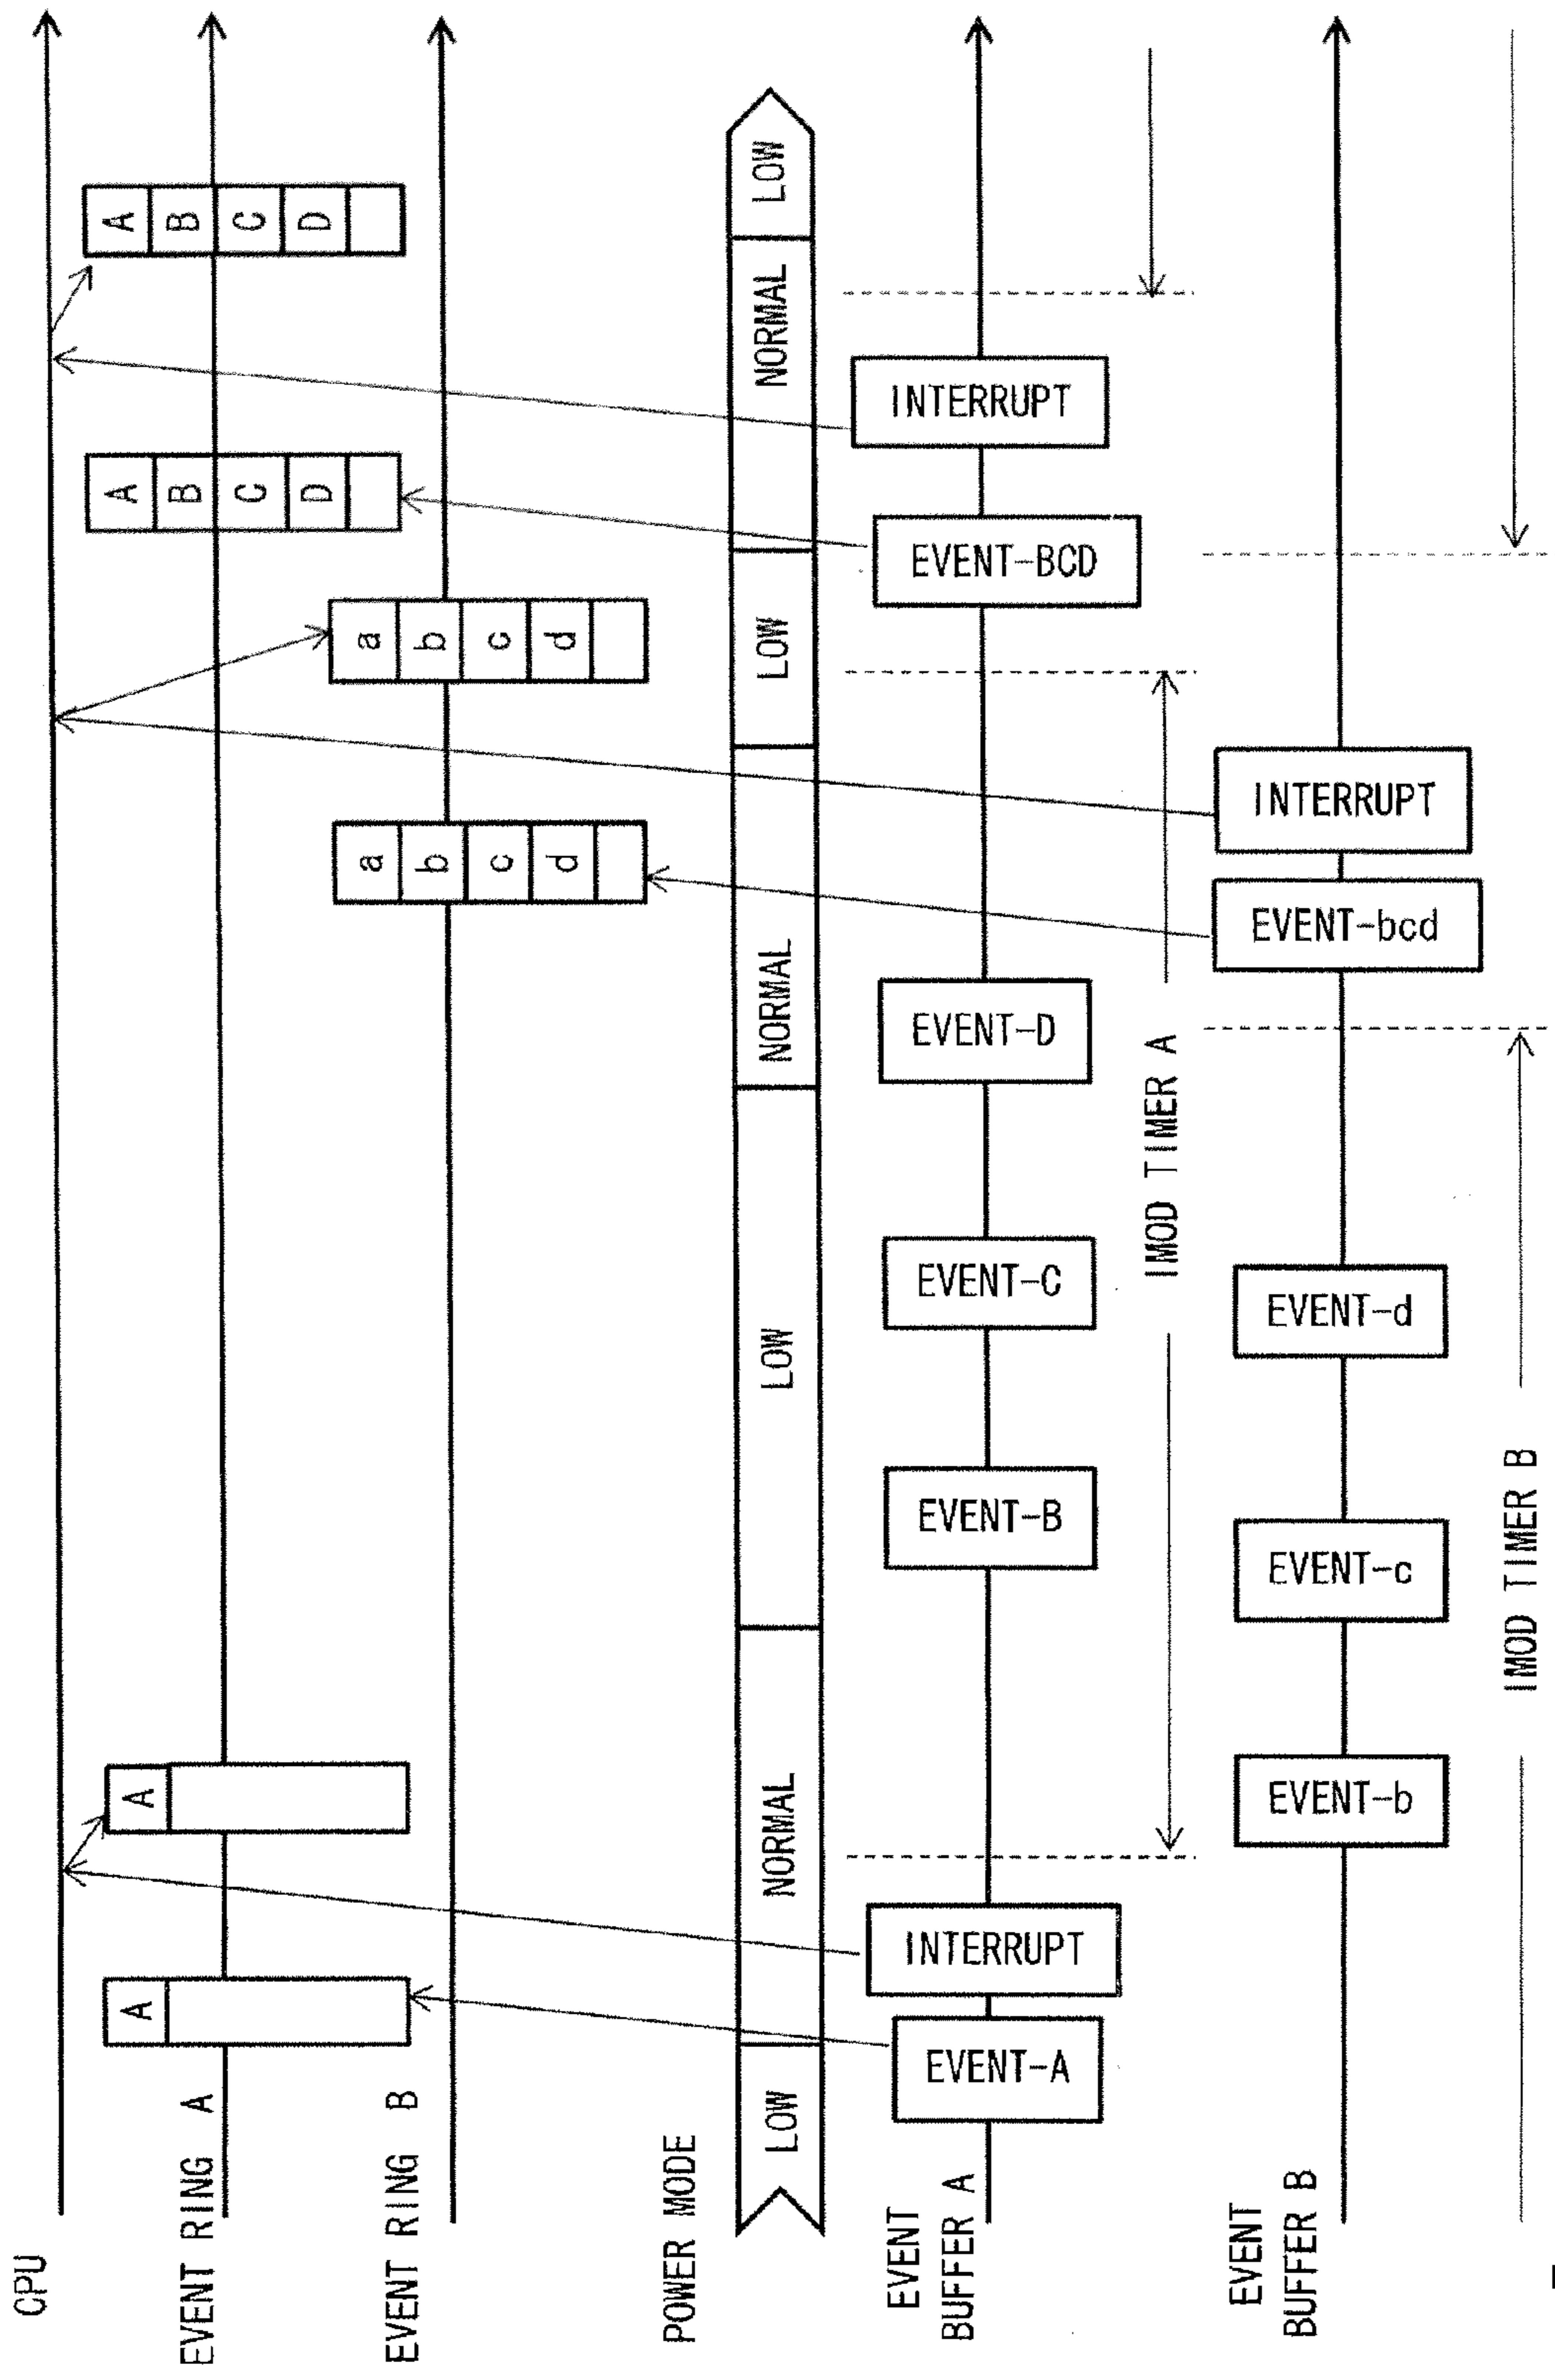 CPU
A
A
A B C D
A B C D
EVENT RING A
EVENT RING B
a b c d
a b c d
POWER MODE
LOW
NORMAL
LOW
NORMAL
LOW
NORMAL
LOW
EVENT
BUFFER A
EVENT-A
INTERRUPT
EVENT-B
EVENT-C
EVENT-D
EVENT-BCD
INTERRUPT
IMOD TIMER A
EVENT
BUFFER B
EVENT-b
EVENT-c
EVENT-d
EVENT-bcd
INTERRUPT
IMOD TIMER B